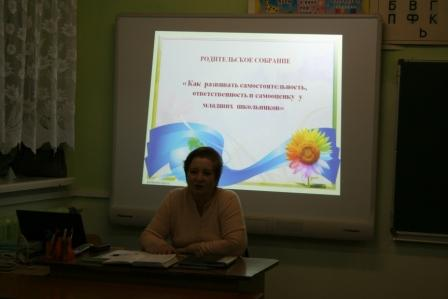 РОДИТЕЛЬСКОЕ СОБРАНИЕ
«Как развивать самостоятельность,
ответственность и самооценку у
младших школьников»
Б В Г
П Ф К
Ь